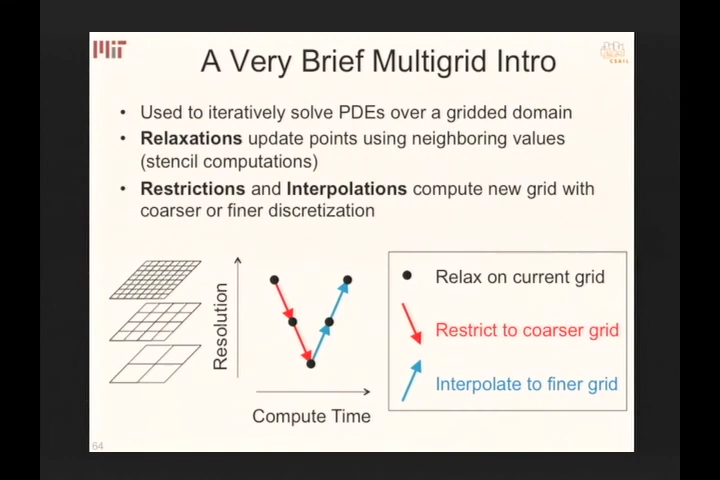 MIT
CSAIL
A Very Brief Multigrid Intro
• Used to iteratively solve PDEs over a gridded domain
• Relaxations update points using neighboring values
(stencil computations)
• Restrictions and Interpolations compute new grid with
coarser or finer discretization
Resolution
Compute Time
Relax on current grid
Restrict to coarser grid
Interpolate to finer grid
64